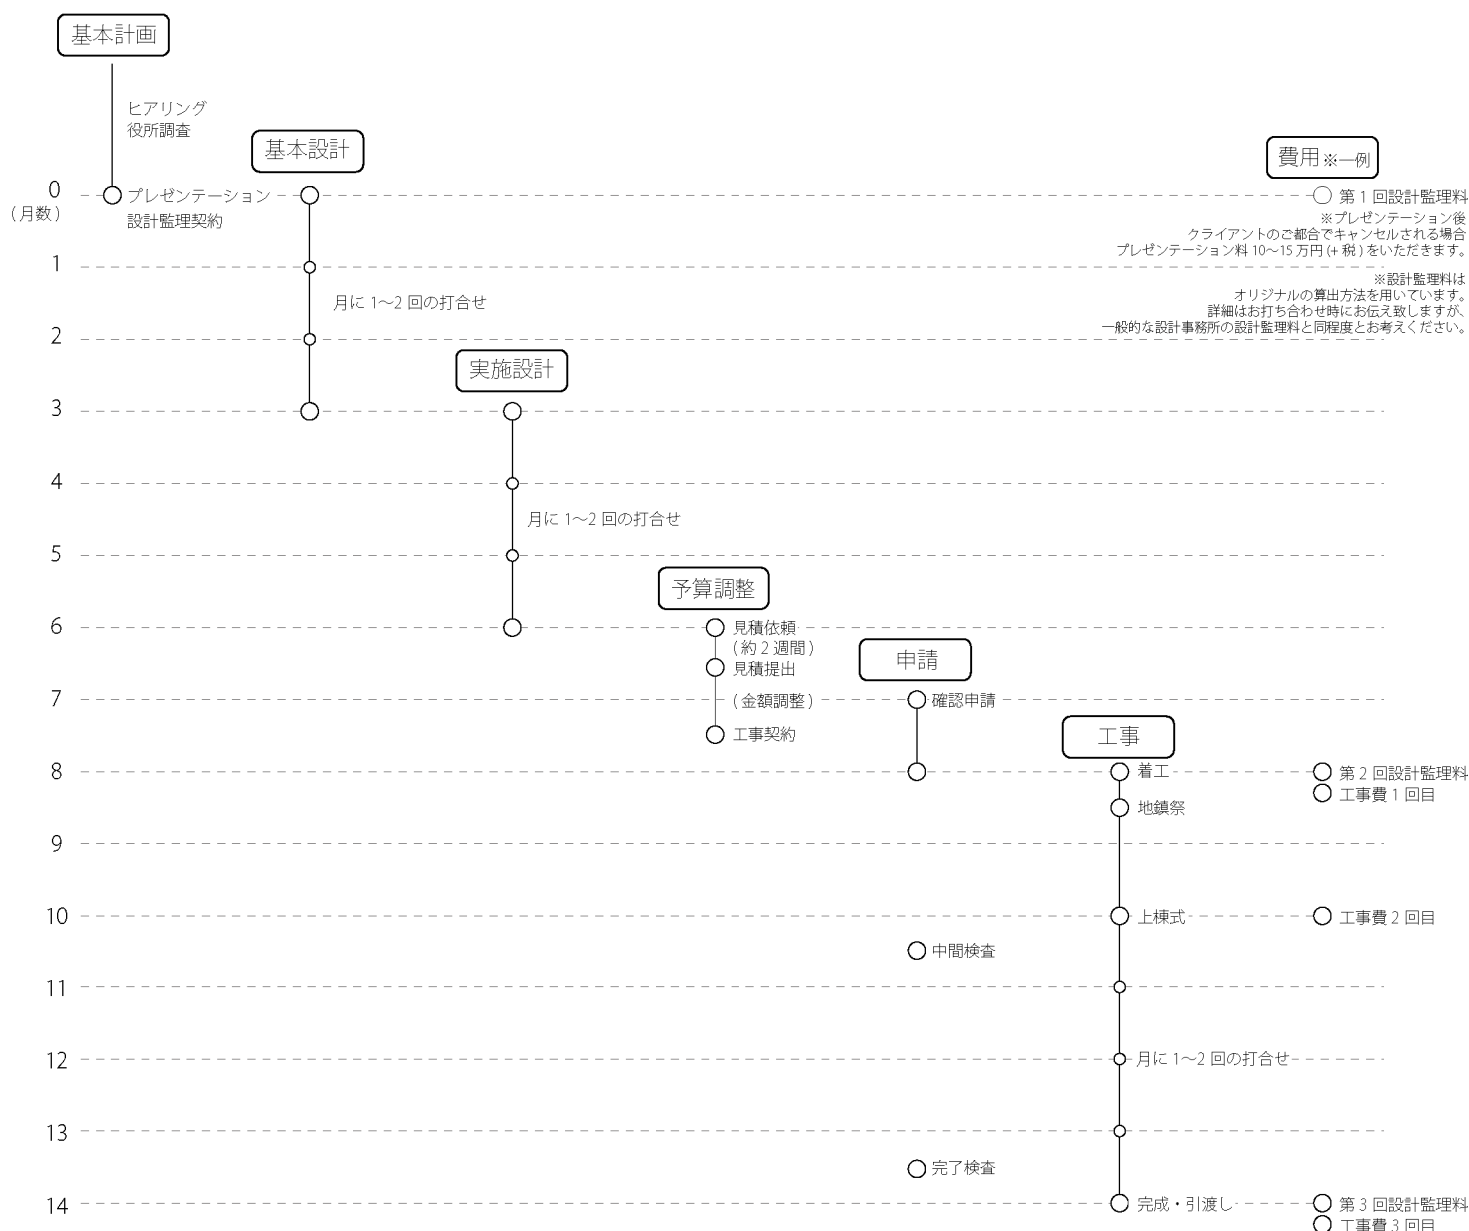 基本計画
ヒアリング
役所調査
基本設計
費用※一例
0
(月数)
プレゼンテーション
設計監理契約
第1回設計監理料
※プレゼンテーション後
クライアントのご都合でキャンセルされる場合
プレゼンテーション料10〜15万円(+税)をいただきます。
1
※設計監理料は
オリジナルの算出方法を用いています。
詳細はお打ち合わせ時にお伝え致しますが、
一般的な設計事務所の設計監理料と同程度とお考えください。
月に1〜2回の打合せ
2
実施設計
3
4
月に1〜2回の打合せ
5
予算調整
6
見積依頼
(約2週間)
見積提出
申請
7
(金額調整)
確認申請
工事契約
工事
8
着工
第2回設計監理料
工事費1回目
地鎮祭
9
10
上棟式
工事費2回目
中間検査
11
12
月に1〜2回の打合せ
13
完了検査
14
完成・引渡し
第3回設計監理料
工事費3回目